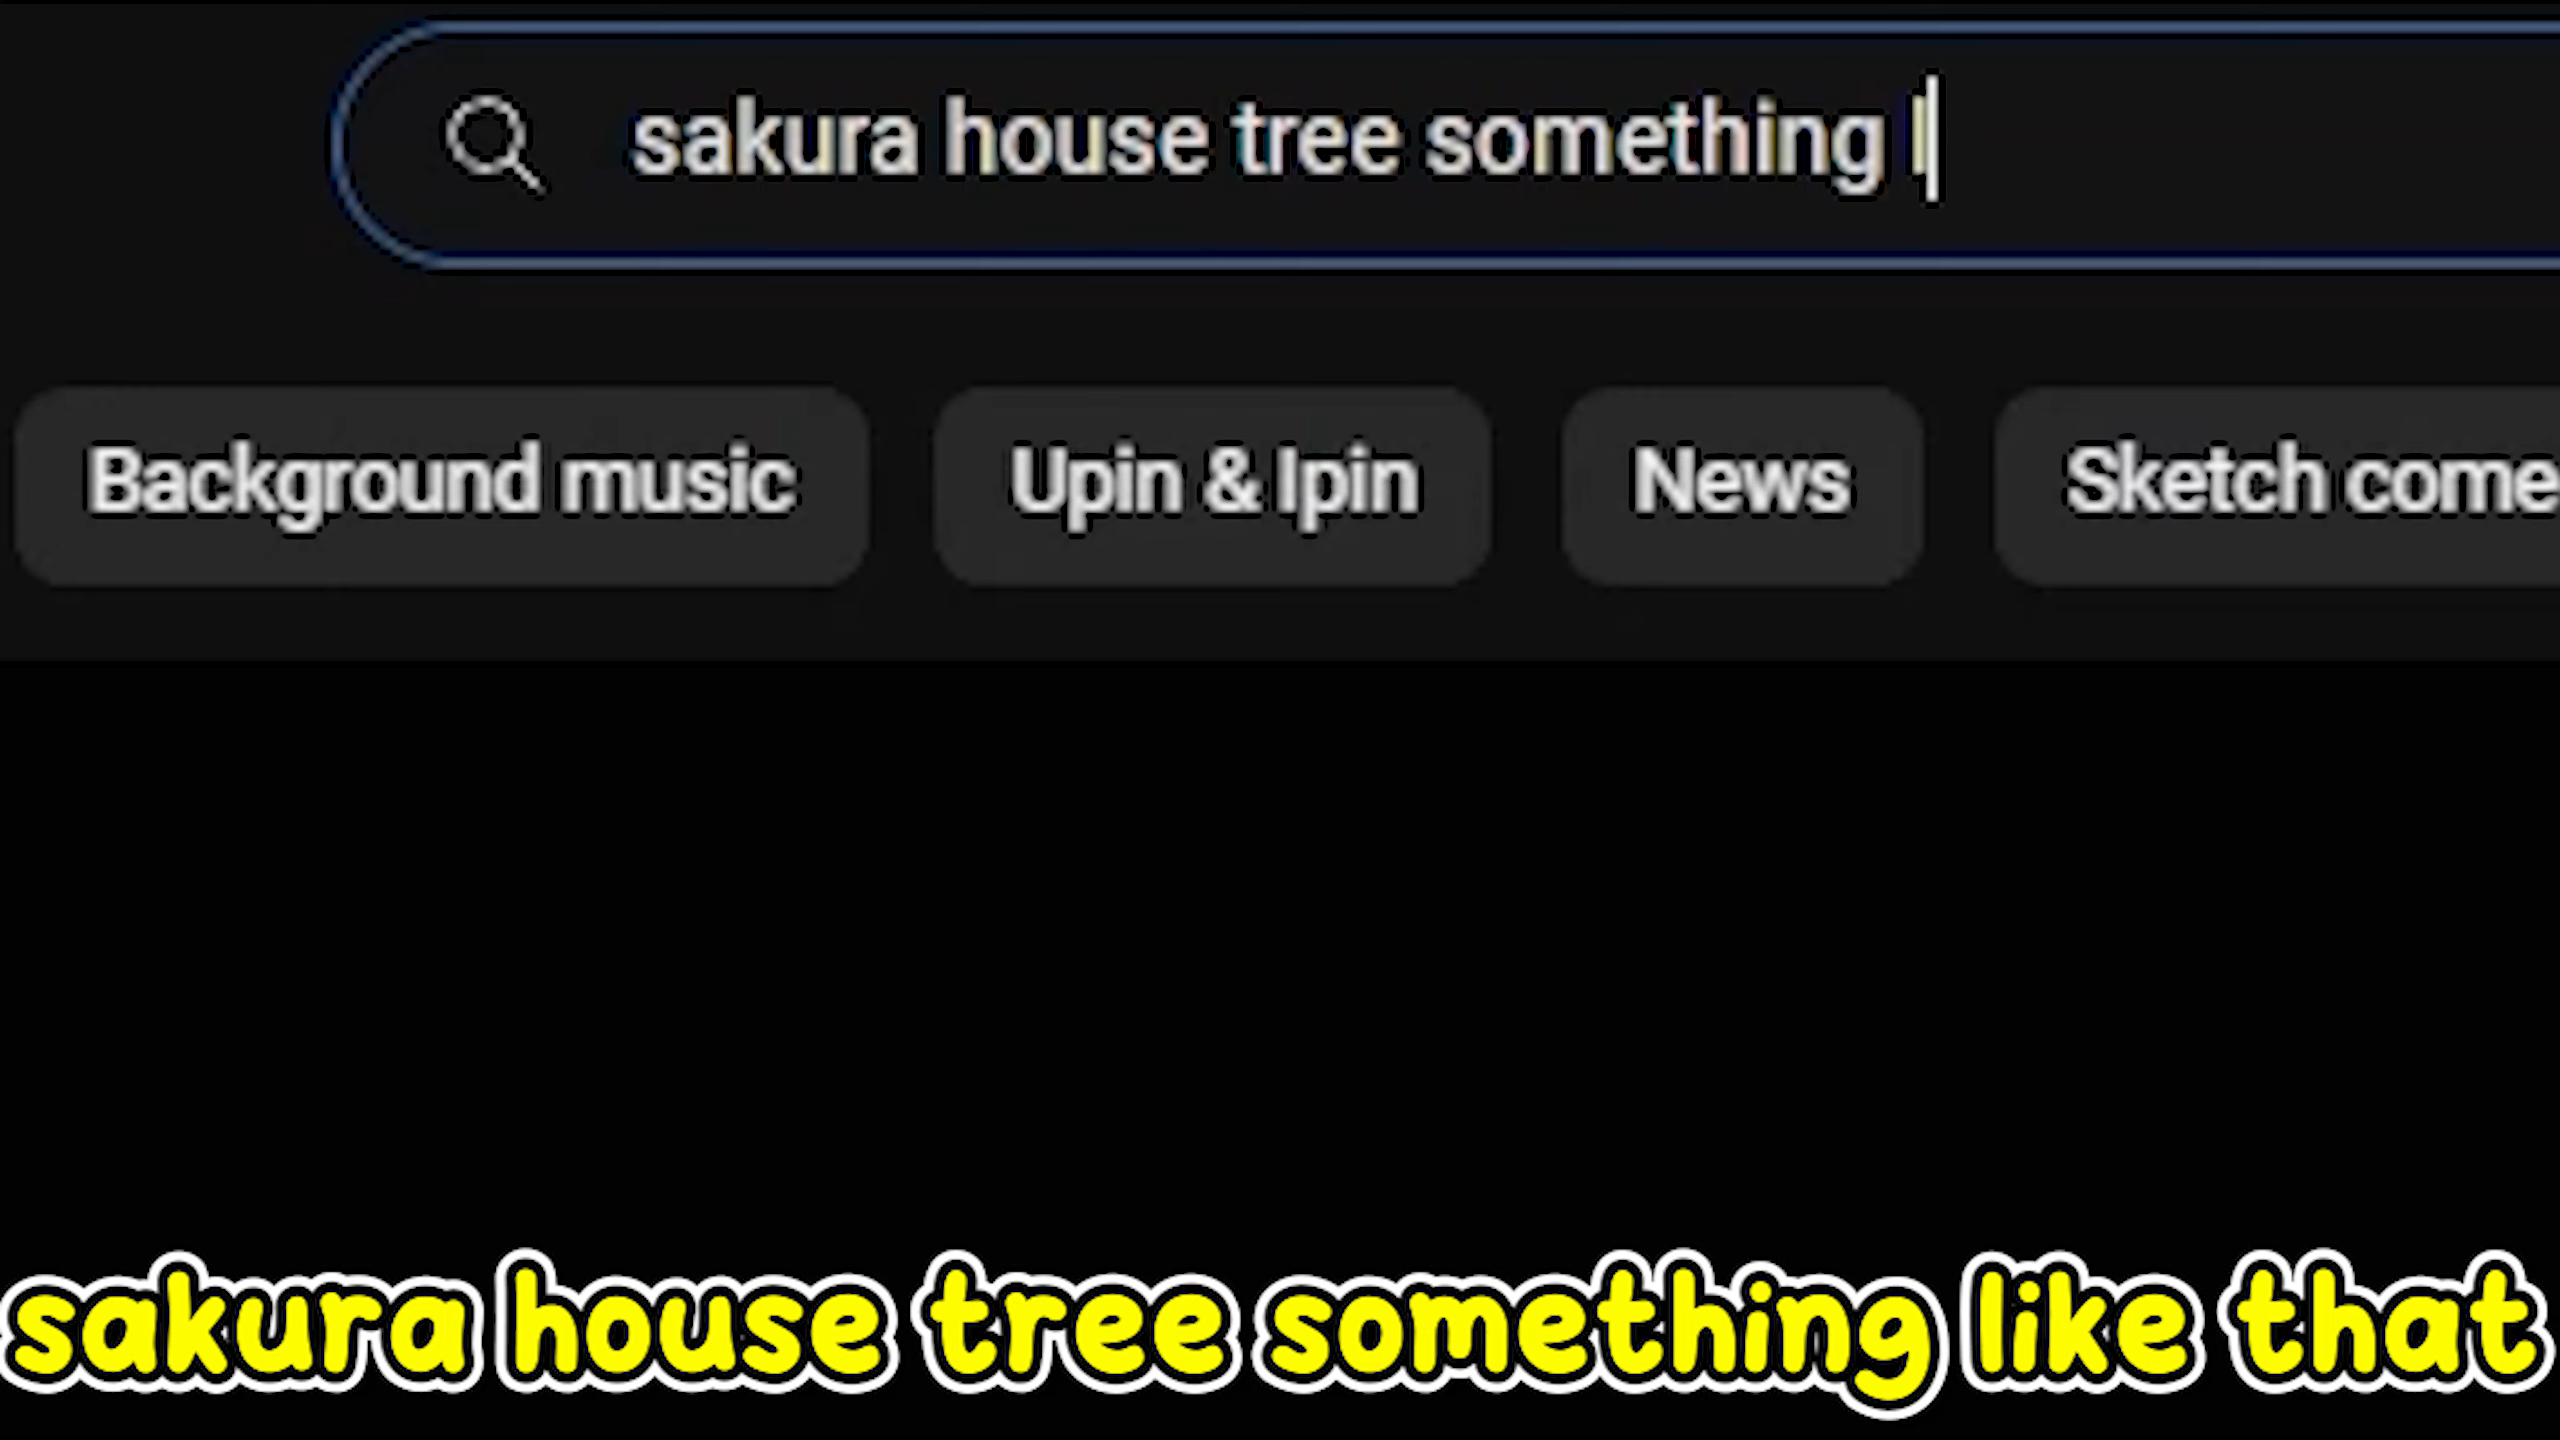 sakura house tree something l
Background music Upin & Ipin News Sketch come
sakura house tree something like that